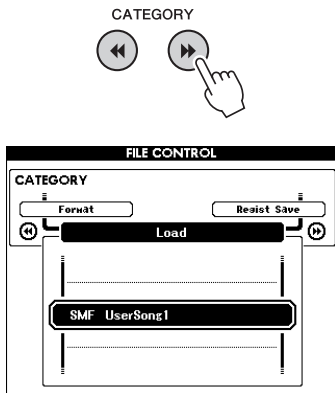 CATEGORY
FILE CONTROL
CATEGORY
Format Regist Save
Load
SMF UserSong1